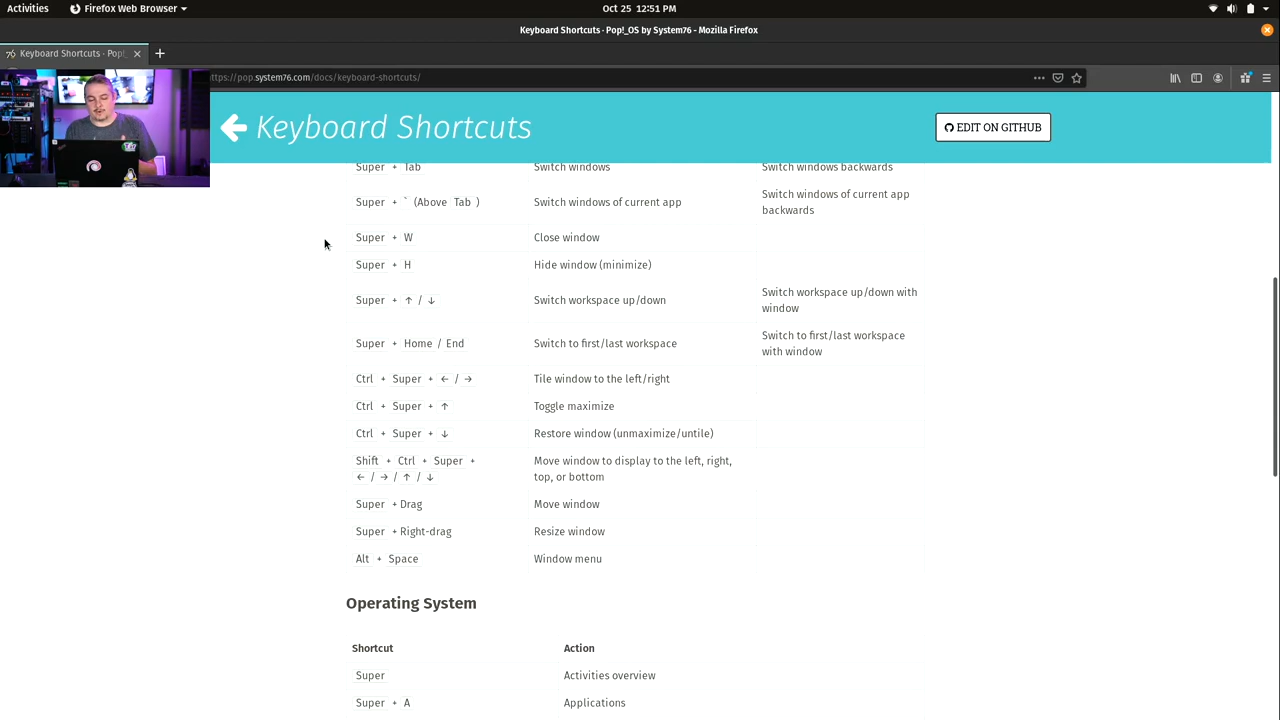 Activities Firefox Web Browser Oct 25 12:51 PM
Keyboard Shortcuts · Pop!_OS by System76 - Mozilla Firefox
Keyboard Shortcuts · Pop!_
https://pop.system76.com/docs/keyboard-shortcuts/
Keyboard Shortcuts EDIT ON GITHUB
Super + Tab Switch windows Switch windows backwards
Super + ` (Above Tab ) Switch windows of current app Switch windows of current app
backwards
Super + W Close window
Super + H Hide window (minimize)
Super + ↑ / ↓ Switch workspace up/down Switch workspace up/down with
window
Super + Home / End Switch to first/last workspace Switch to first/last workspace
with window
Ctrl + Super + ← / → Tile window to the left/right
Ctrl + Super + ↑ Toggle maximize
Ctrl + Super + ↓ Restore window (unmaximize/untile)
Shift + Ctrl + Super + Move window to display to the left, right,
← / → / ↑ / ↓ top, or bottom
Super + Drag Move window
Super + Right-drag Resize window
Alt + Space Window menu
Operating System
Shortcut Action
Super Activities overview
Super + A Applications